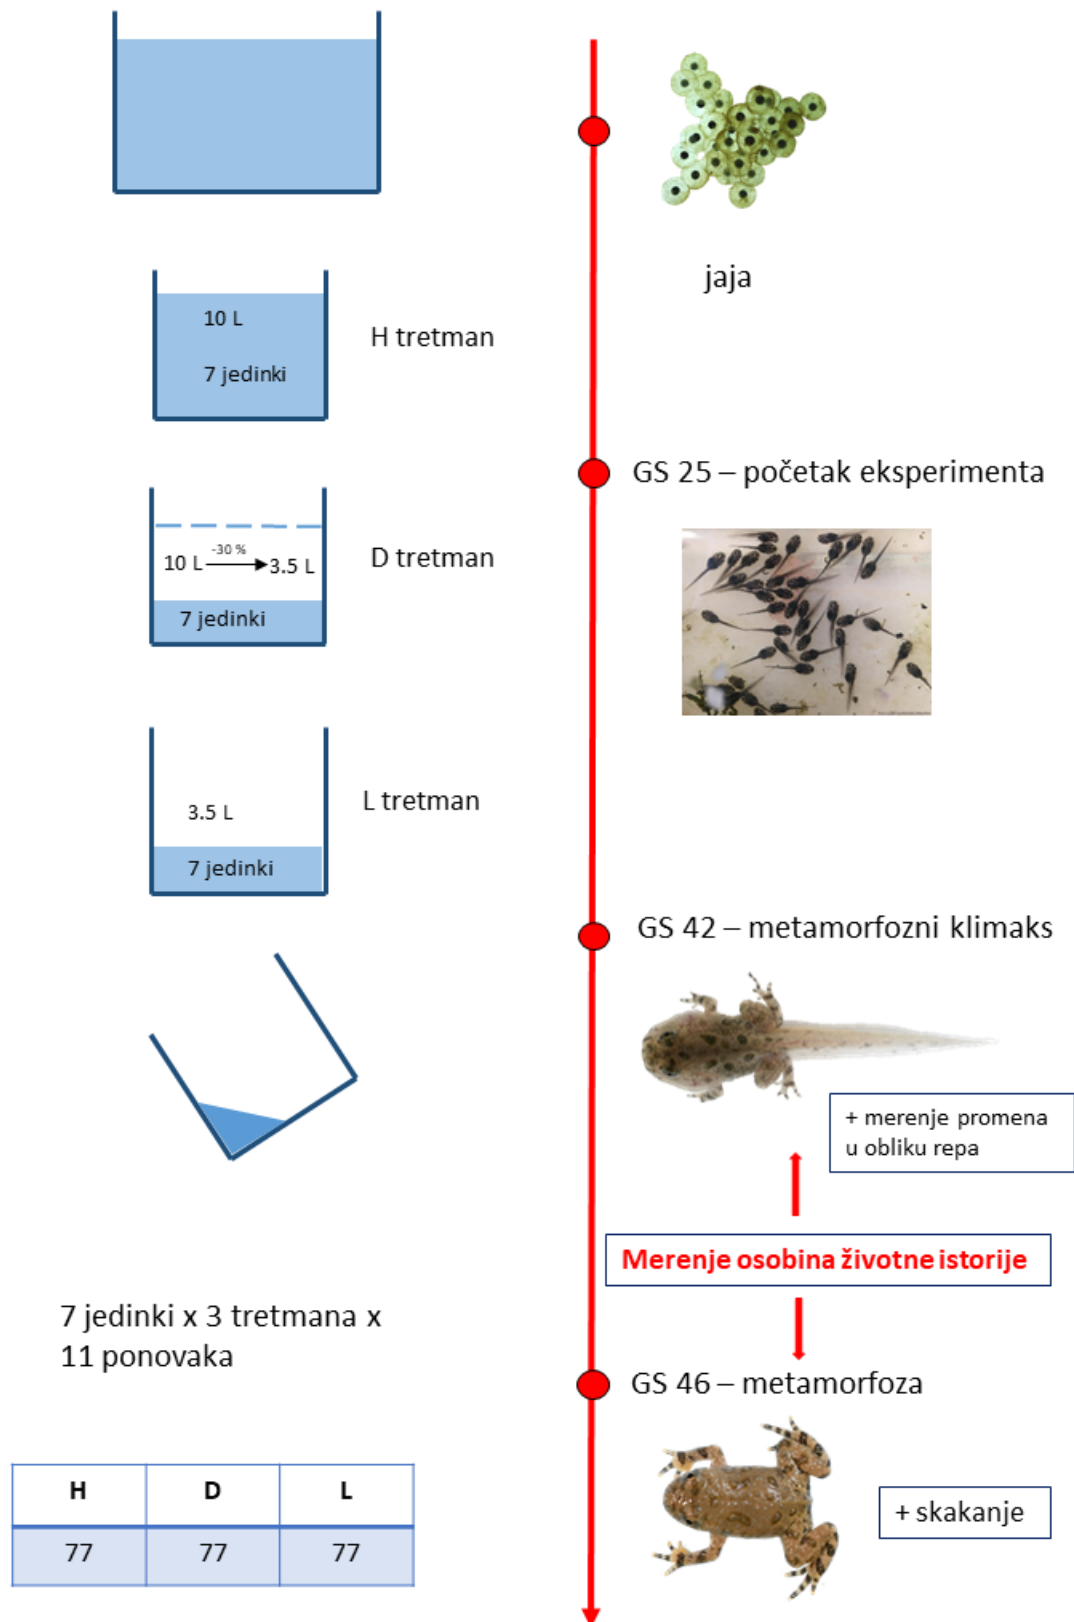 jaja
10 L
7 jedinki
H tretman
GS 25 – početak eksperimenta
-30 %
10 L
3.5 L
7 jedinki
D tretman
3.5 L
7 jedinki
L tretman
GS 42 – metamorfozni klimaks
+ merenje promena
u obliku repa
Merenje osobina životne istorije
7 jedinki x 3 tretmana x
11 ponovaka
GS 46 – metamorfoza
+ skakanje
H D L
77 77 77